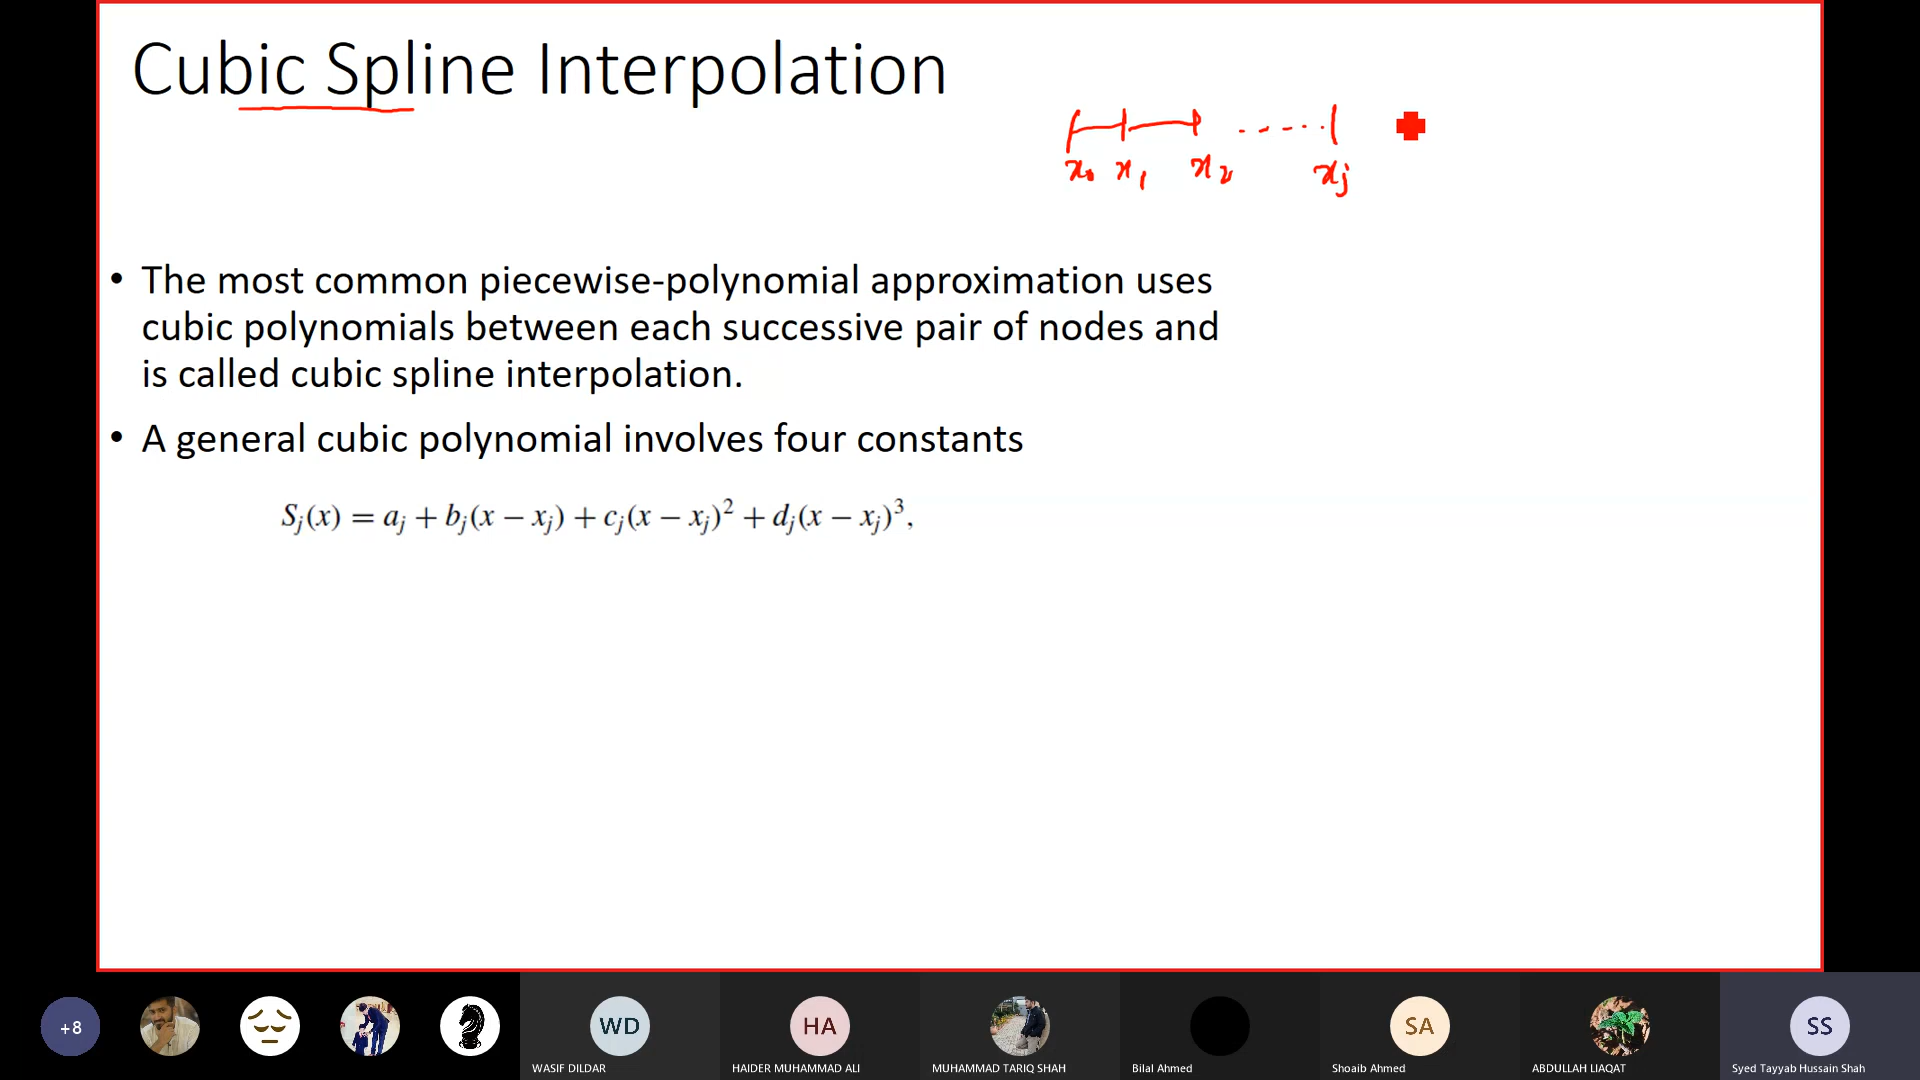 Cubic Spline Interpolation
x₀ x₁ x₂ xⱼ
• The most common piecewise-polynomial approximation uses
cubic polynomials between each successive pair of nodes and
is called cubic spline interpolation.
• A general cubic polynomial involves four constants
Sⱼ(x) = aⱼ + bⱼ(x − xⱼ) + cⱼ(x − xⱼ)² + dⱼ(x − xⱼ)³,
+8
WD
HA
SA
SS
WASIF DILDAR
HAIDER MUHAMMAD ALI
MUHAMMAD TARIQ SHAH
Bilal Ahmed
Shoaib Ahmed
ABDULLAH LIAQAT
Syed Tayyab Hussain Shah